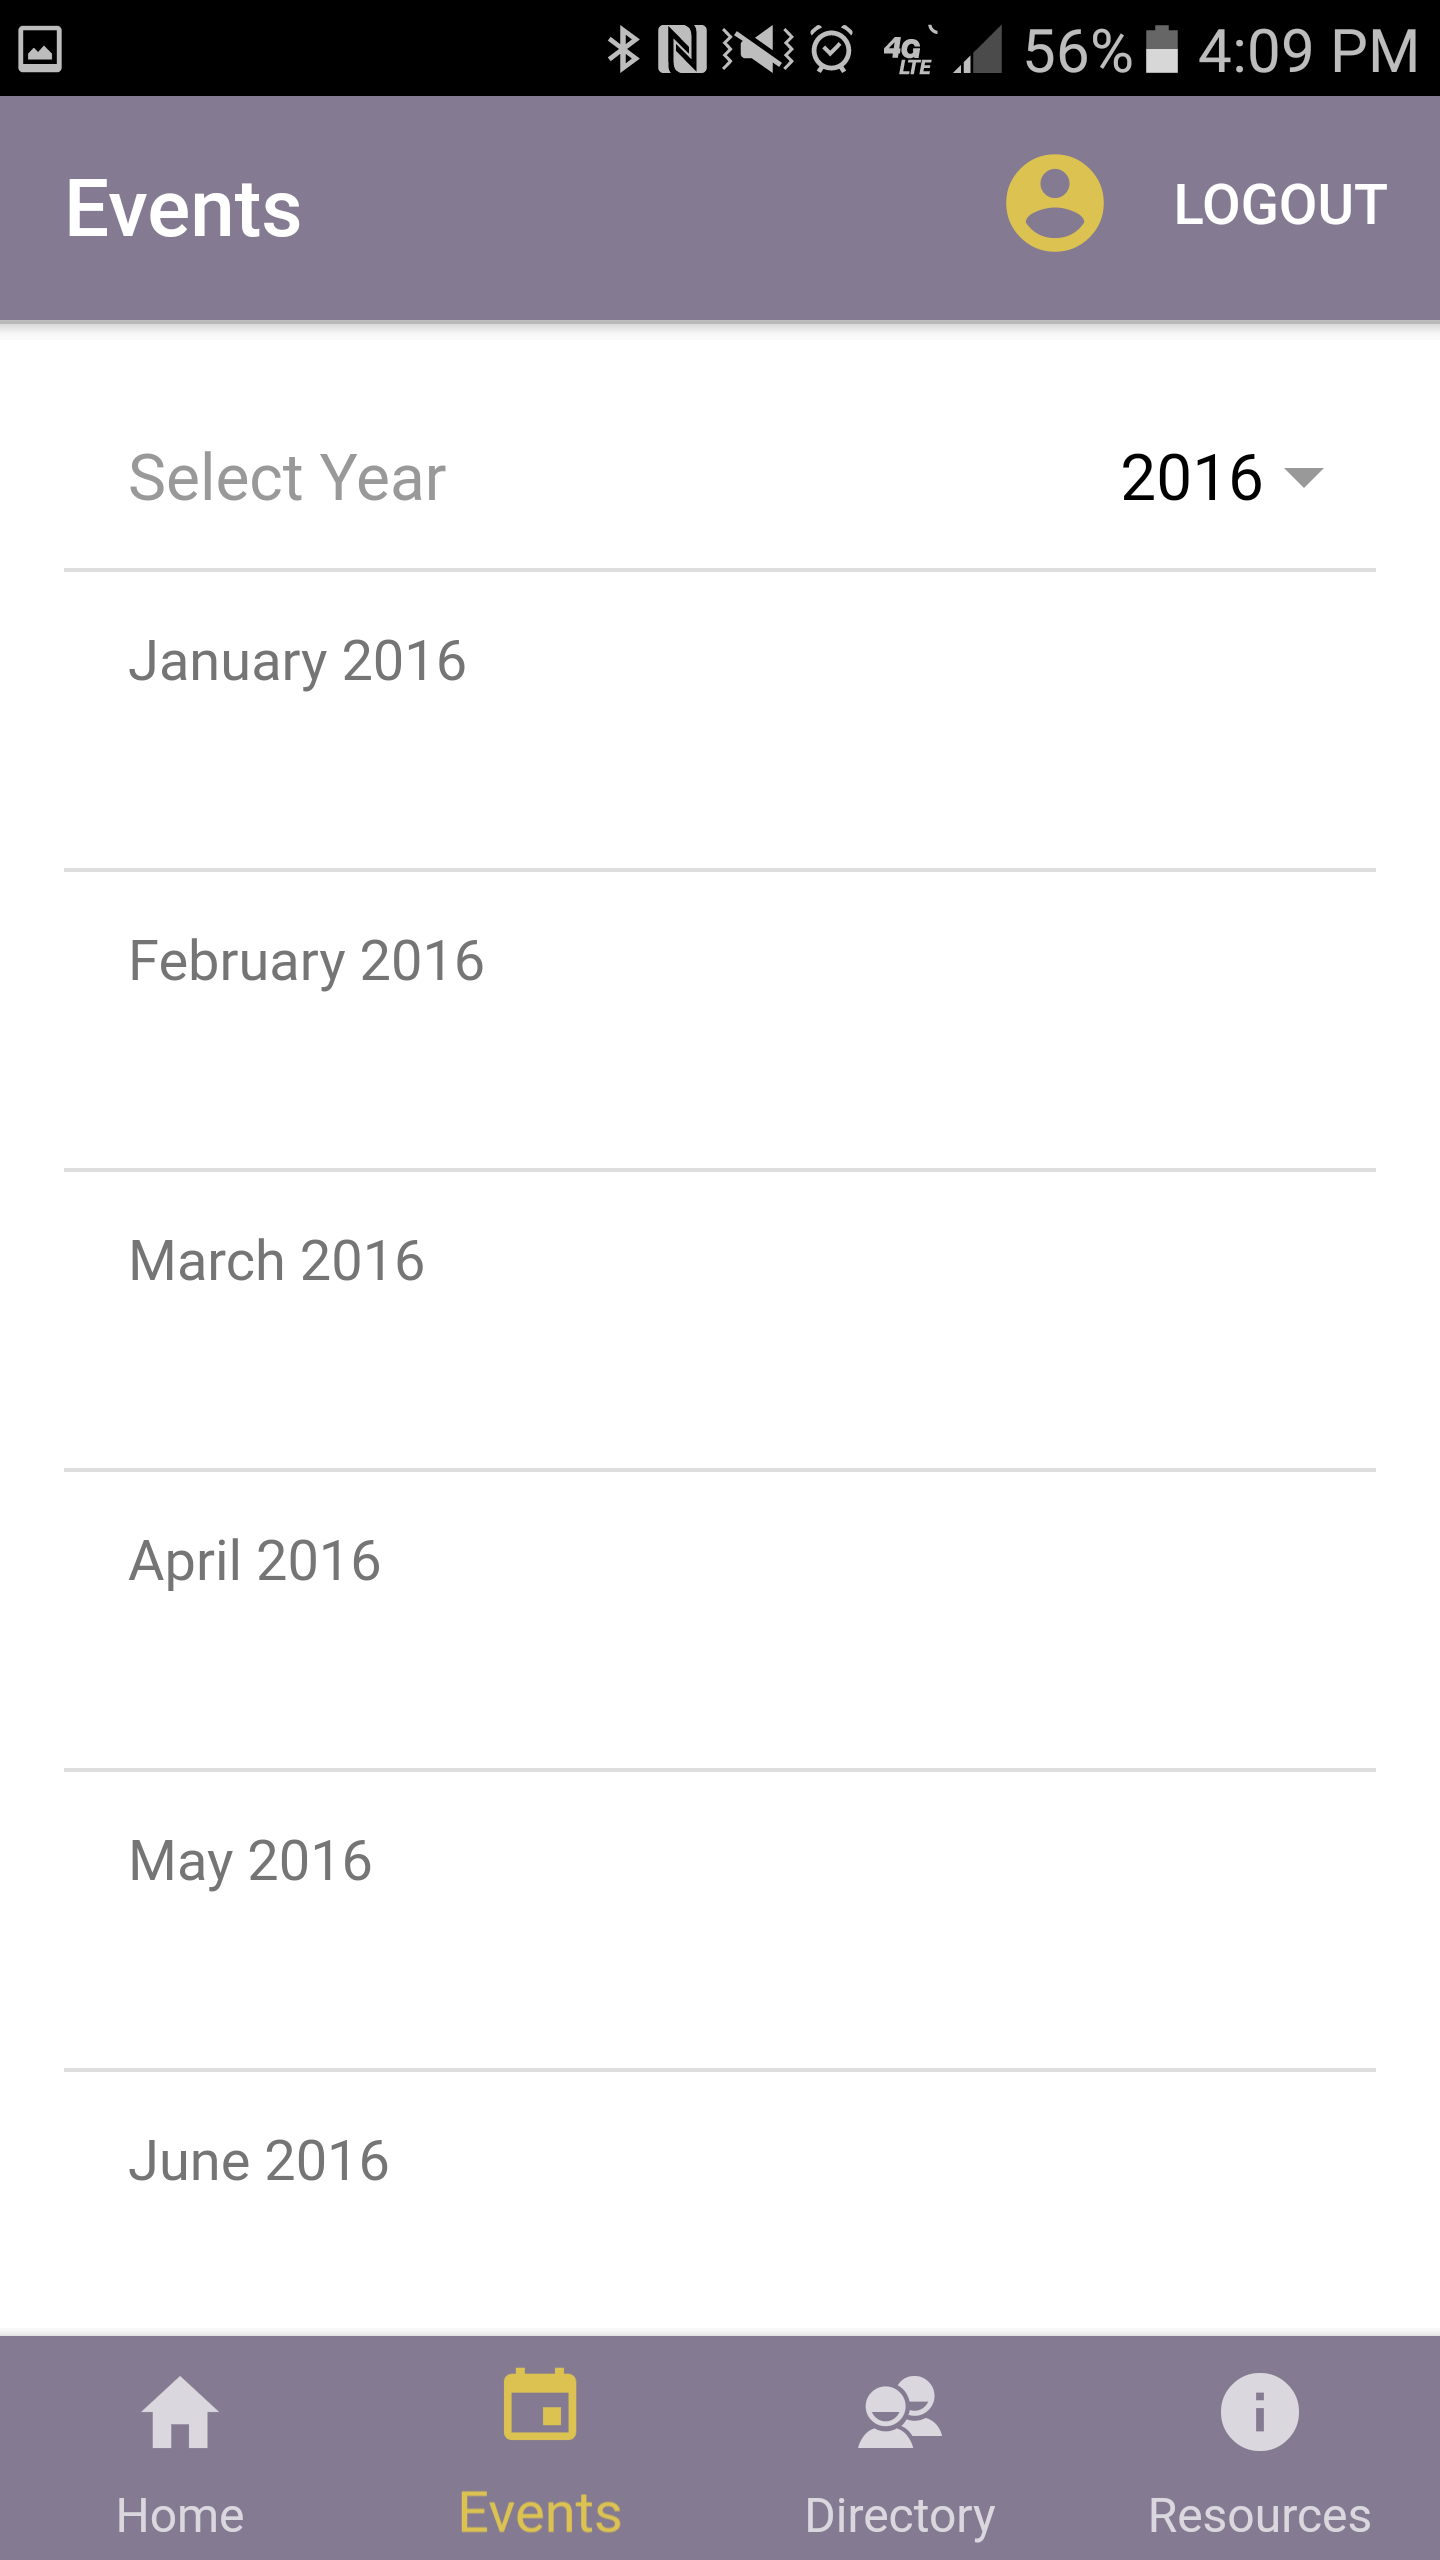 4G LTE 56% 4:09 PM
Events LOGOUT
Select Year 2016
January 2016
February 2016
March 2016
April 2016
May 2016
June 2016
Home Events Directory Resources